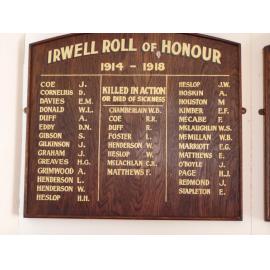 IRWELL ROLL OF HONOUR
1914 - 1918
COE J.
CORNELIUS D.
DAVIES E.M.
DONALD W.L.
DUFF A.
EDDY D.N.
GIBSON S.
GILKINSON J.
GRAHAM J.
GREAVES H.G.
GRIMWOOD A.
HENDERSON L.
HENDERSON W.
HESLOP H.H.
KILLED IN ACTION
OR DIED OF SICKNESS
CHAMBERLAIN W.B.
COE R.H.
DUFF R.
FOSTER L.
HENDERSON W.
HESLOP W.
McLACHLAN C.R.
MATTHEWS F.
HESLOP J.W.
HOSKIN A.
HOUSTON M.
KIMBER E.F.
McCABE F.
McLAUGHLIN W.S.
McMILLAN W.B.
MARRIOTT E.G.
MATTHEWS E.
O'BOYLE J.
PAGE H.J.
REDMOND J.
STAPLETON E.